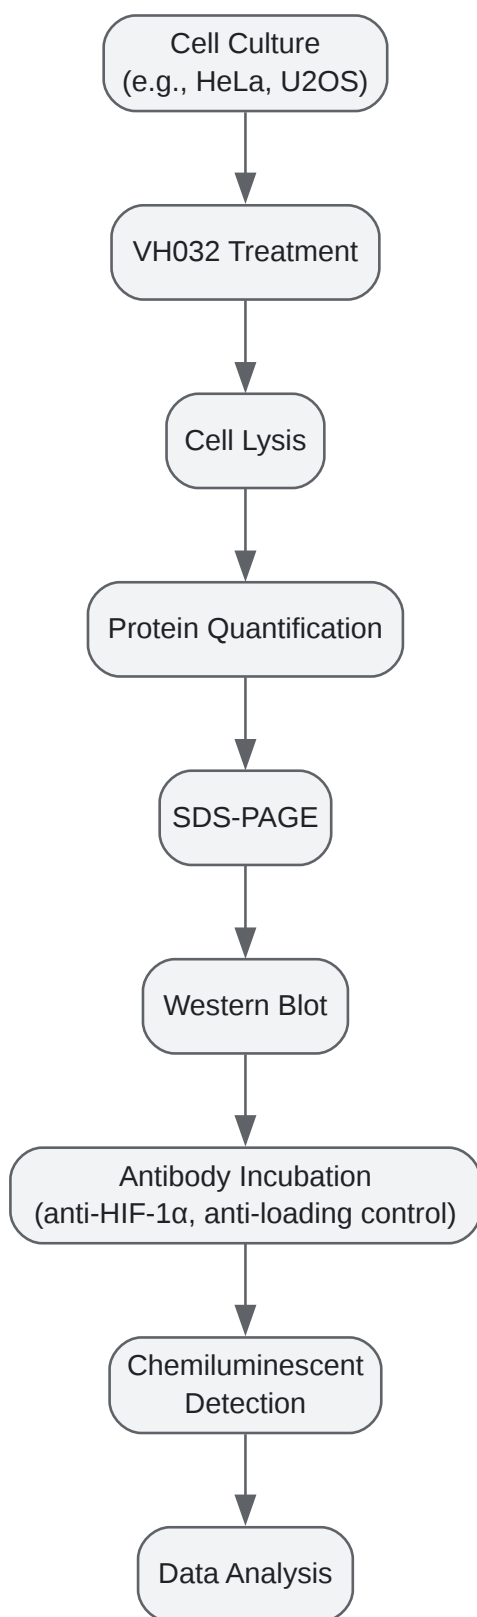 Cell Culture
(e.g., HeLa, U2OS)
VH032 Treatment
Cell Lysis
Protein Quantification
SDS-PAGE
Western Blot
Antibody Incubation
(anti-HIF-1α, anti-loading control)
Chemiluminescent
Detection
Data Analysis